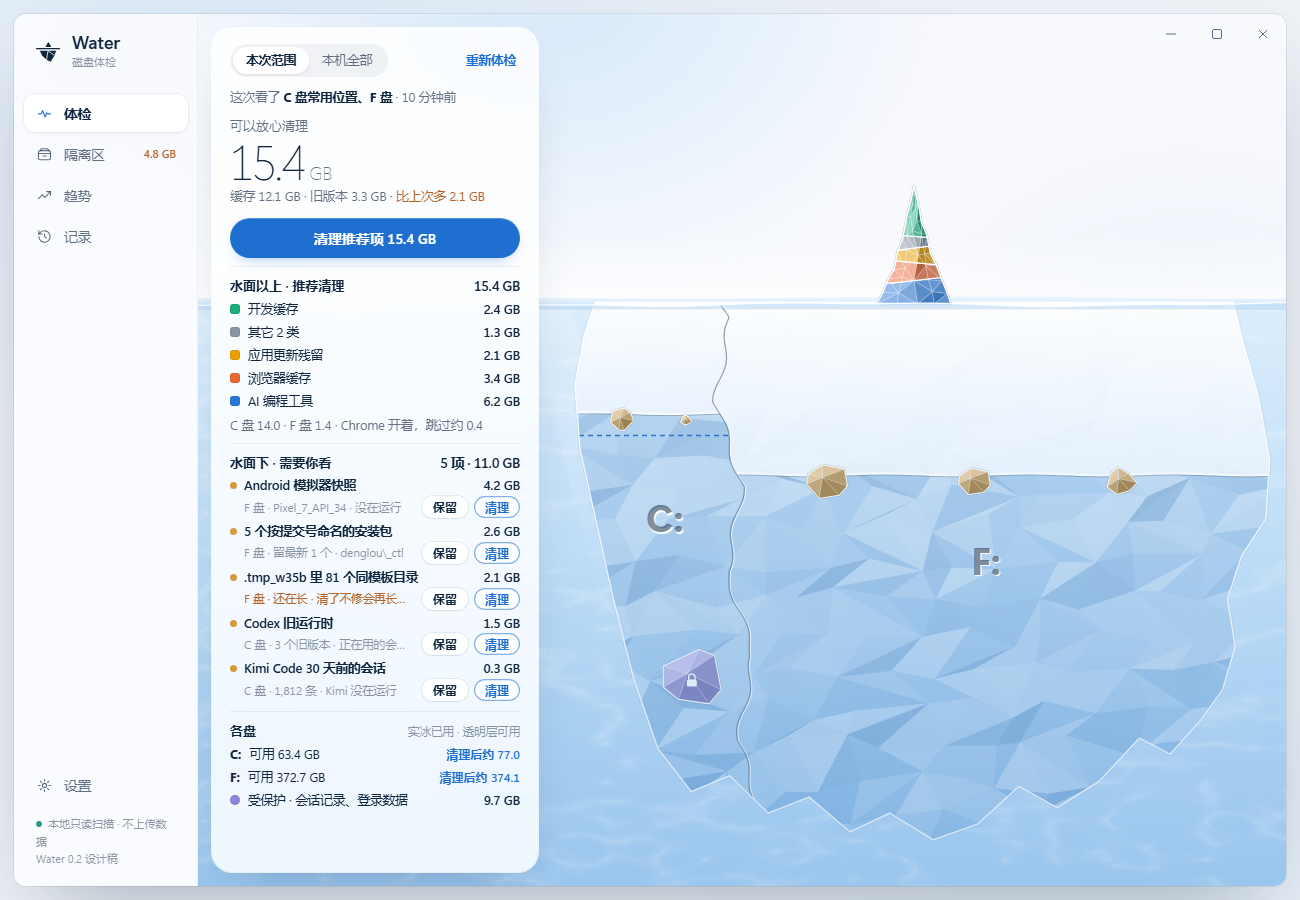 Water
磁盘体检
体检
隔离区 4.8 GB
趋势
记录
设置
本地只读扫描 · 不上传数
据
Water 0.2 设计稿
本次范围 本机全部 重新体检
这次看了 C 盘常用位置、F 盘 · 10 分钟前
可以放心清理
15.4 GB
缓存 12.1 GB · 旧版本 3.3 GB · 比上次多 2.1 GB
清理推荐项 15.4 GB
水面以上 · 推荐清理 15.4 GB
开发缓存 2.4 GB
其它 2 类 1.3 GB
应用更新残留 2.1 GB
浏览器缓存 3.4 GB
AI 编程工具 6.2 GB
C 盘 14.0 · F 盘 1.4 · Chrome 开着，跳过约 0.4
水面下 · 需要你看 5 项 · 11.0 GB
Android 模拟器快照 4.2 GB
F 盘 · Pixel_7_API_34 · 没在运行 保留 清理
5 个按提交号命名的安装包 2.6 GB
F 盘 · 留最新 1 个 · denglou\_ctl 保留 清理
.tmp_w35b 里 81 个同模板目录 2.1 GB
F 盘 · 还在长 · 清了不修会再长... 保留 清理
Codex 旧运行时 1.5 GB
C 盘 · 3 个旧版本 · 正在用的会... 保留 清理
Kimi Code 30 天前的会话 0.3 GB
C 盘 · 1,812 条 · Kimi 没在运行 保留 清理
各盘 实冰已用 · 透明层可用
C: 可用 63.4 GB 清理后约 77.0
F: 可用 372.7 GB 清理后约 374.1
受保护 · 会话记录、登录数据 9.7 GB
C:
F: